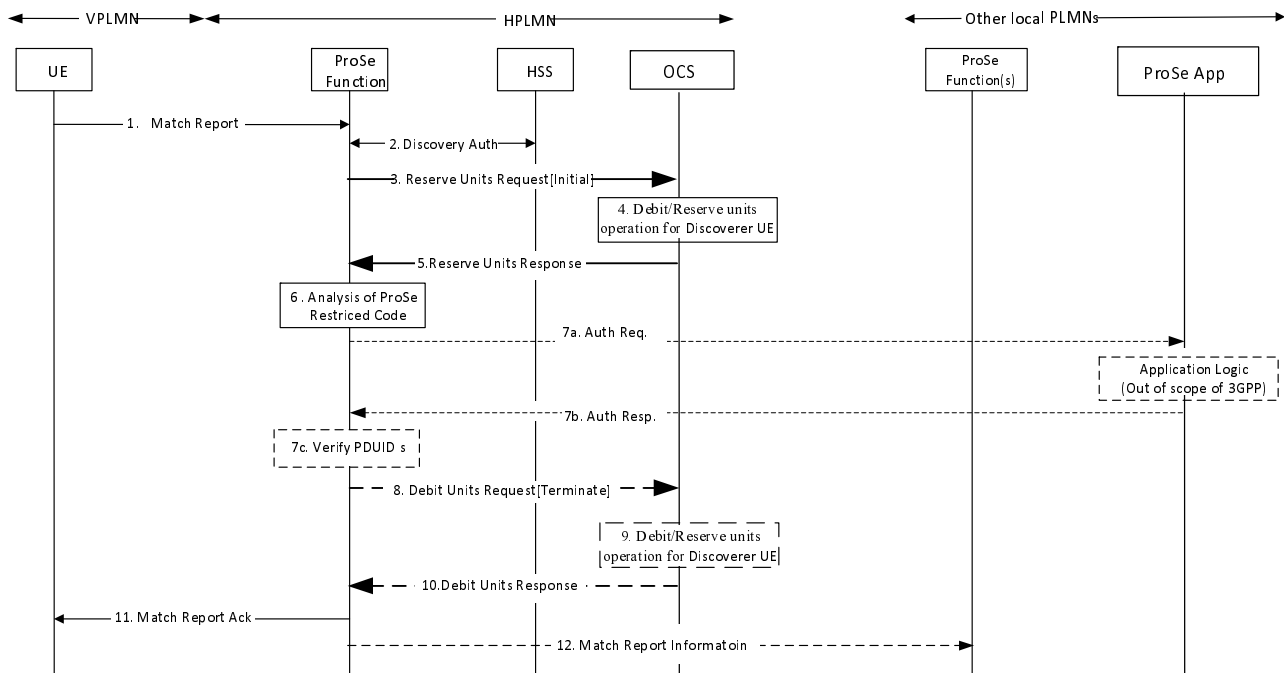 VPLMN
HPLMN
Other local PLMNs
UE
ProSe
Function
HSS
OCS
ProSe
Function(s)
ProSe App
1. Match Report
2. Discovery Auth
3. Reserve Units Request[Initial]
4. Debit/Reserve units
operation for Discoverer UE
5.Reserve Units Response
6 . Analysis of ProSe
Restriced Code
7a. Auth Req.
Application Logic
(Out of scope of 3GPP)
7b. Auth Resp.
7c. Verify PDUID s
8. Debit Units Request[Terminate]
9. Debit/Reserve units
operation for Discoverer UE
10.Debit Units Response
11. Match Report Ack
12. Match Report Informatoin